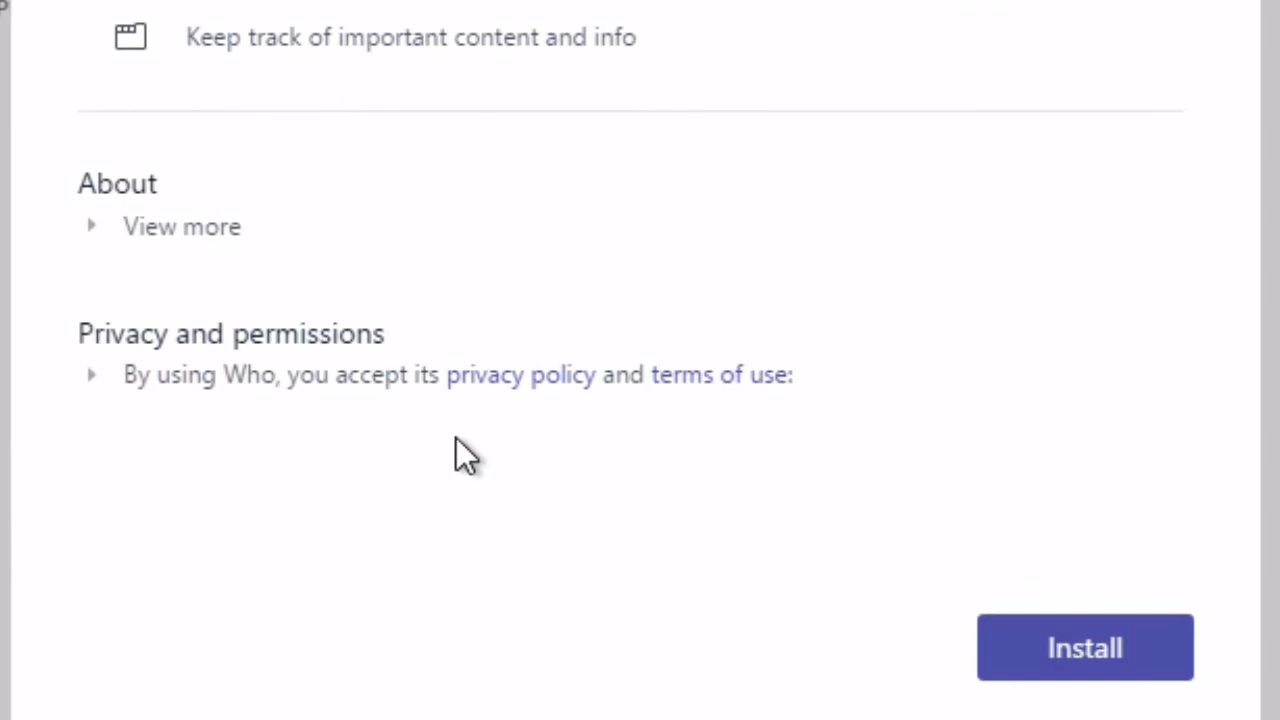 Keep track of important content and info
About
View more
Privacy and permissions
By using Who, you accept its privacy policy and terms of use:
Install